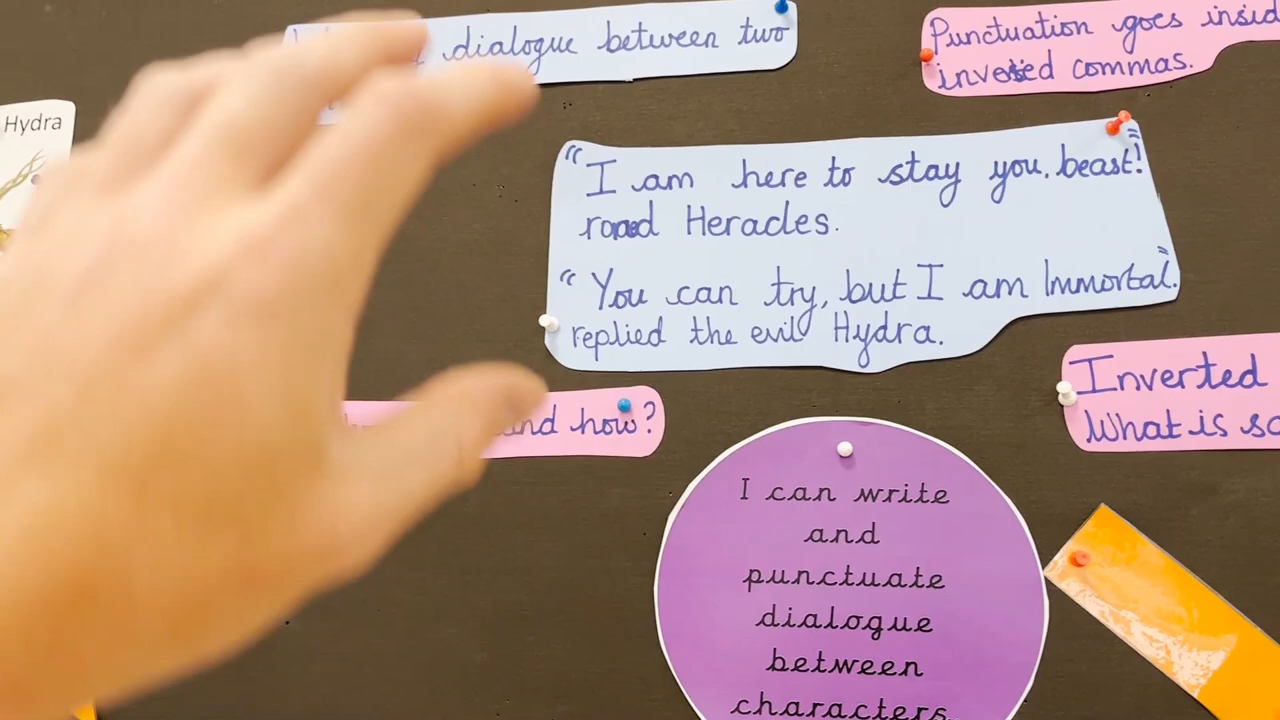 dialogue between two
Punctuation goes insid
inverted commas.
Hydra
"I am here to stay you, beast!"
roared Heracles.
"You can try, but I am Immortal."
replied the evil Hydra.
and how?
Inverted
What is sa
I can write
and
punctuate
dialogue
between
characters